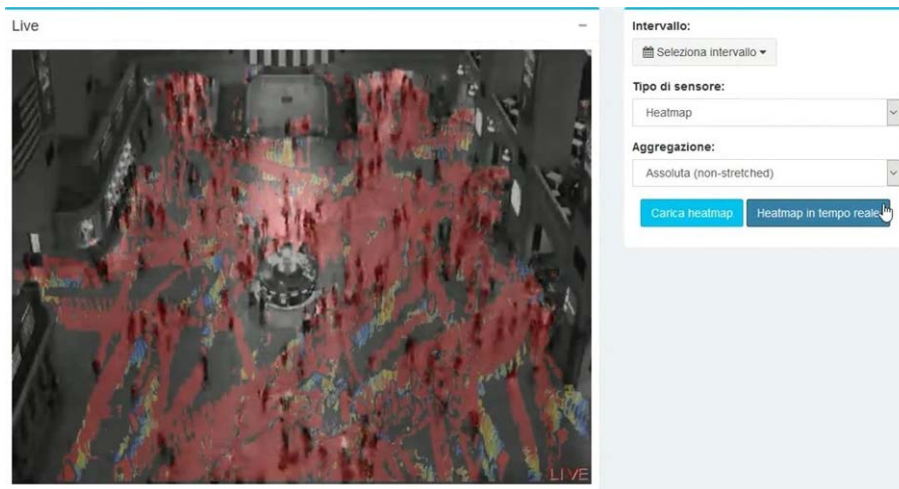 Live
Intervallo:
Seleziona intervallo
Tipo di sensore:
Heatmap
Aggregazione:
Assoluta (non-stretched)
Carica heatmap
Heatmap in tempo reale
LIVE